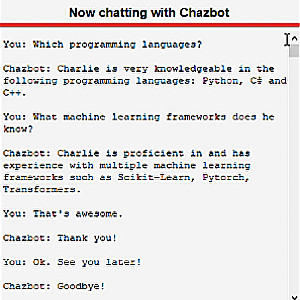 Now chatting with Chazbot
You: Which programming languages?
Chazbot: Charlie is very knowledgeable in the
following programming languages: Python, C# and
C++.
You: What machine learning frameworks does he
know?
Chazbot: Charlie is proficient in and has
experience with multiple machine learning
frameworks such as Scikit-Learn, Pytorch,
Transformers.
You: That's awesome.
Chazbot: Thank you!
You: Ok. See you later!
Chazbot: Goodbye!